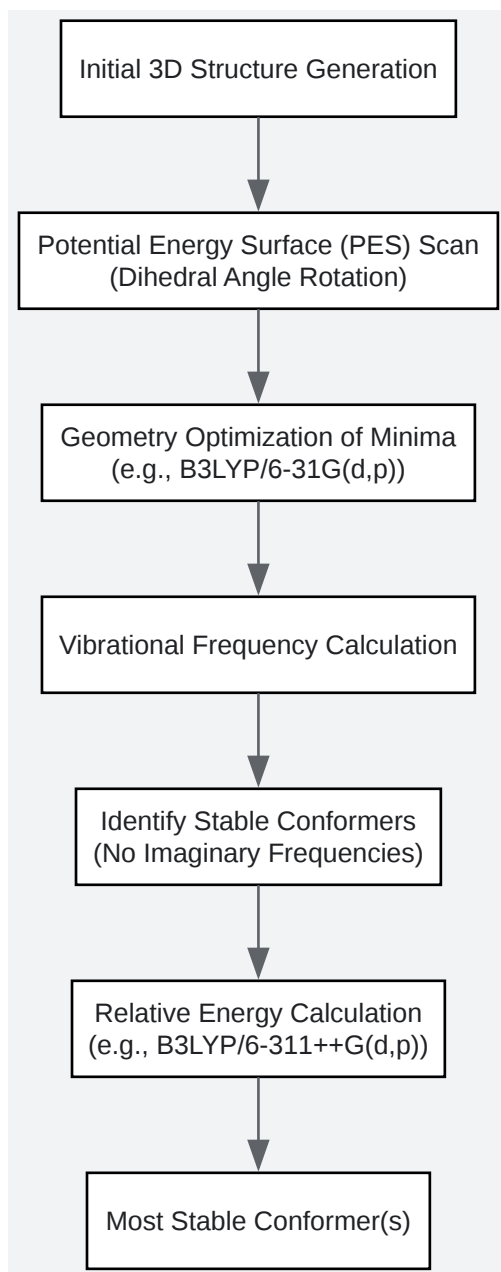 Initial 3D Structure Generation
Potential Energy Surface (PES) Scan
(Dihedral Angle Rotation)
Geometry Optimization of Minima
(e.g., B3LYP/6-31G(d,p))
Vibrational Frequency Calculation
Identify Stable Conformers
(No Imaginary Frequencies)
Relative Energy Calculation
(e.g., B3LYP/6-311++G(d,p))
Most Stable Conformer(s)